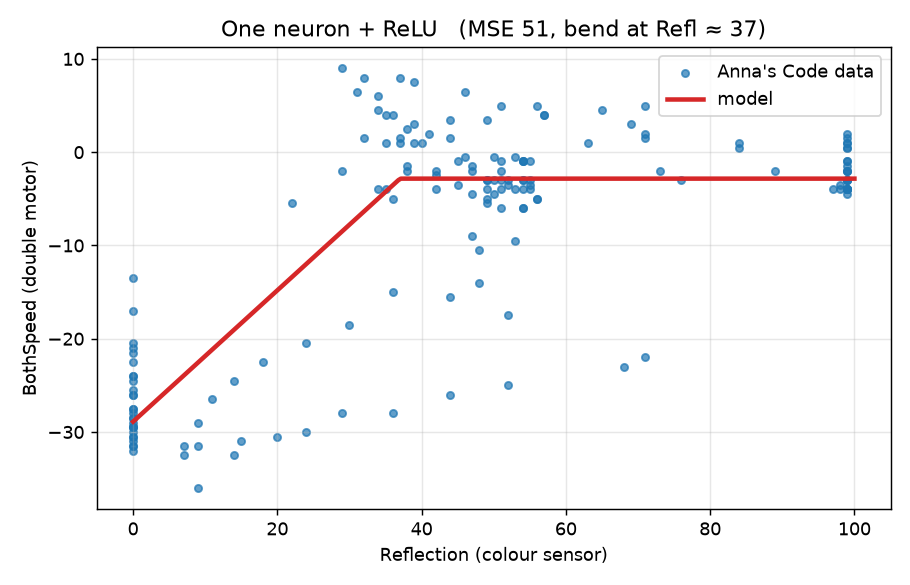 One neuron + ReLU   (MSE 51, bend at Refl ≈ 37)
Anna's Code data
model
BothSpeed (double motor)
10
0
−10
−20
−30
0 20 40 60 80 100
Reflection (colour sensor)